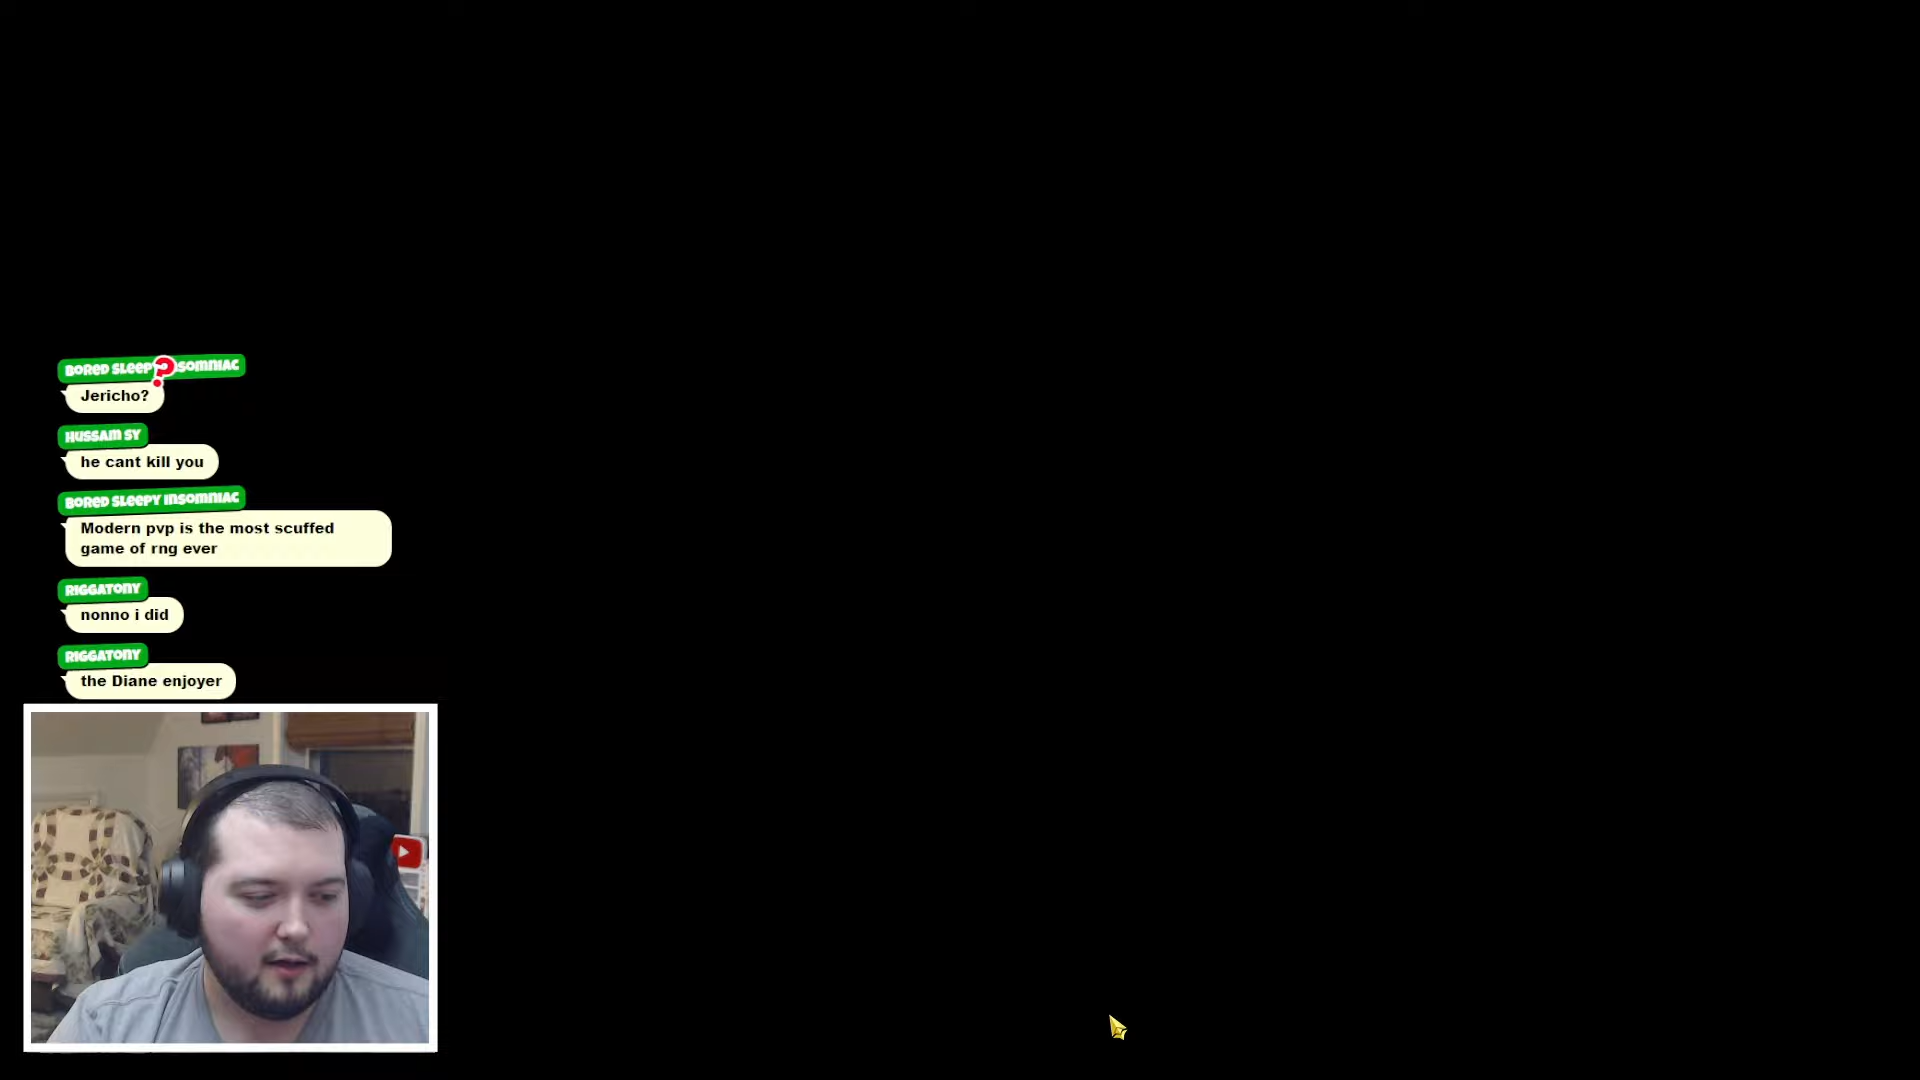 BORED SLEEPY INSOMNIAC
Jericho?
HUSSAM SY
he cant kill you
BORED SLEEPY INSOMNIAC
Modern pvp is the most scuffed
game of rng ever
RIGGATONY
nonno i did
RIGGATONY
the Diane enjoyer